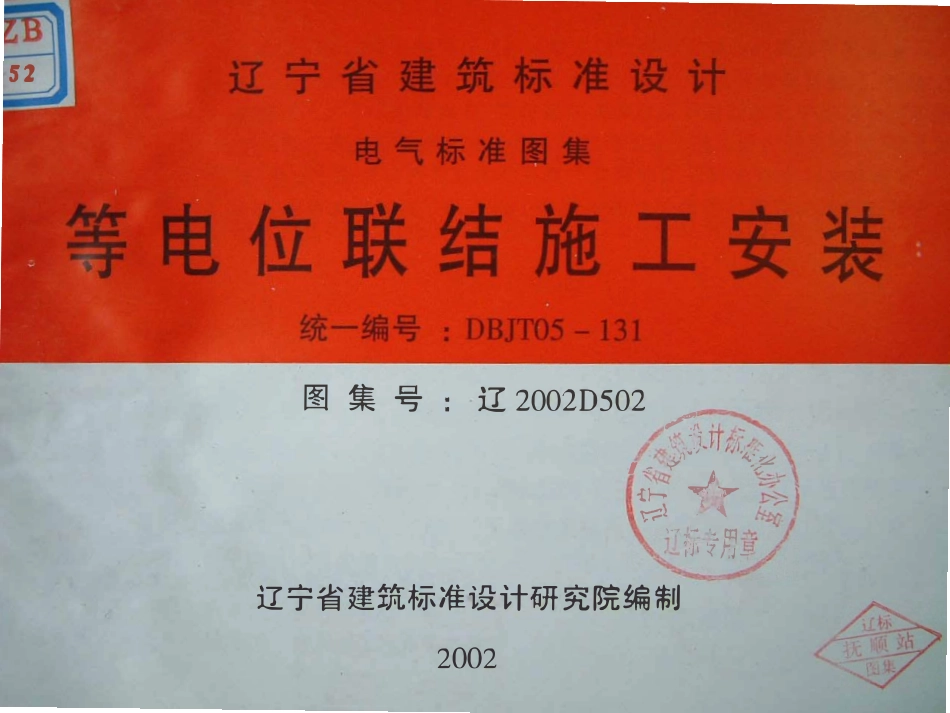 ZB
52
辽宁省建筑标准设计
电气标准图集
等电位联结施工安装
统一编号：DBJT05－131
图集号：辽2002D502
辽宁省建筑设计标准化办公室
辽标专用章
辽宁省建筑标准设计研究院编制
2002
辽标
抚顺站
图集